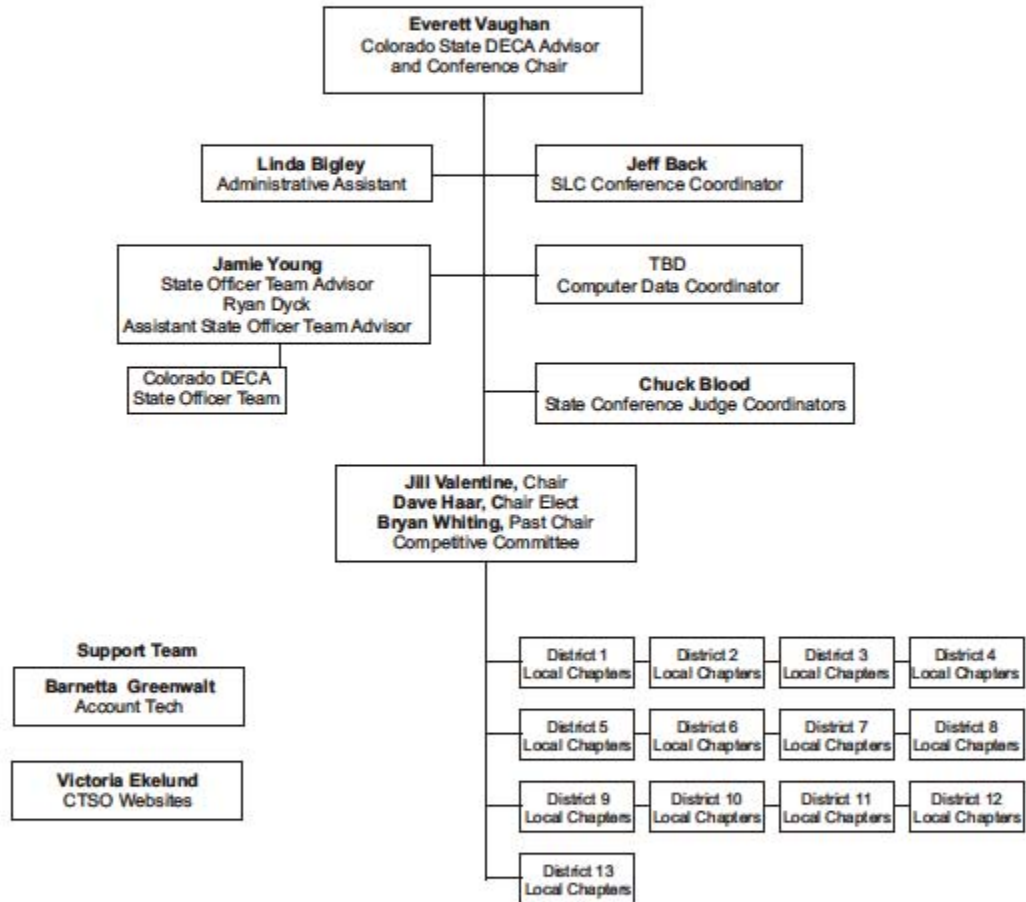 Everett Vaughan
Colorado State DECA Advisor
and Conference Chair
Linda Bigley
Administrative Assistant
Jeff Back
SLC Conference Coordinator
Jamie Young
State Officer Team Advisor
Ryan Dyck
Assistant State Officer Team Advisor
TBD
Computer Data Coordinator
Colorado DECA
State Officer Team
Chuck Blood
State Conference Judge Coordinators
Jill Valentine, Chair
Dave Haar, Chair Elect
Bryan Whiting, Past Chair
Competitive Committee
Support Team
Barnetta Greenwalt
Account Tech
Victoria Ekelund
CTSO Websites
District 1
Local Chapters
District 2
Local Chapters
District 3
Local Chapters
District 4
Local Chapters
District 5
Local Chapters
District 6
Local Chapters
District 7
Local Chapters
District 8
Local Chapters
District 9
Local Chapters
District 10
Local Chapters
District 11
Local Chapters
District 12
Local Chapters
District 13
Local Chapters